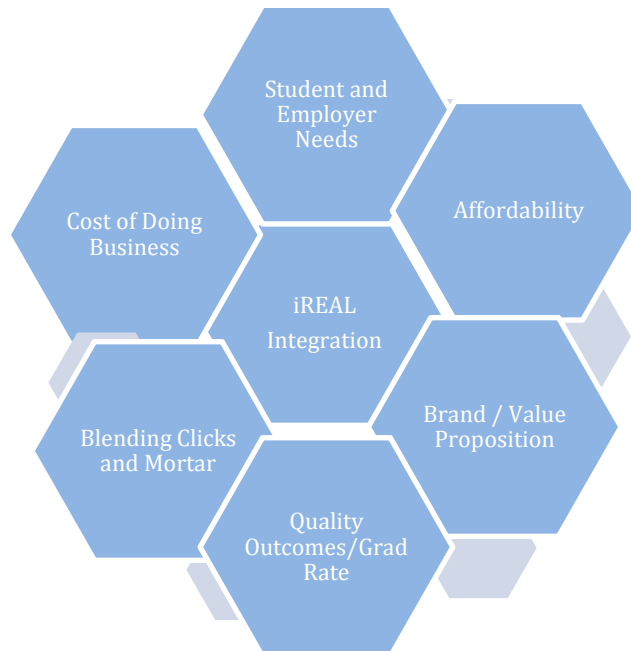 Student and
Employer
Needs
Affordability
Cost of Doing
Business
iREAL
Integration
Brand / Value
Proposition
Blending Clicks
and Mortar
Quality
Outcomes/Grad
Rate